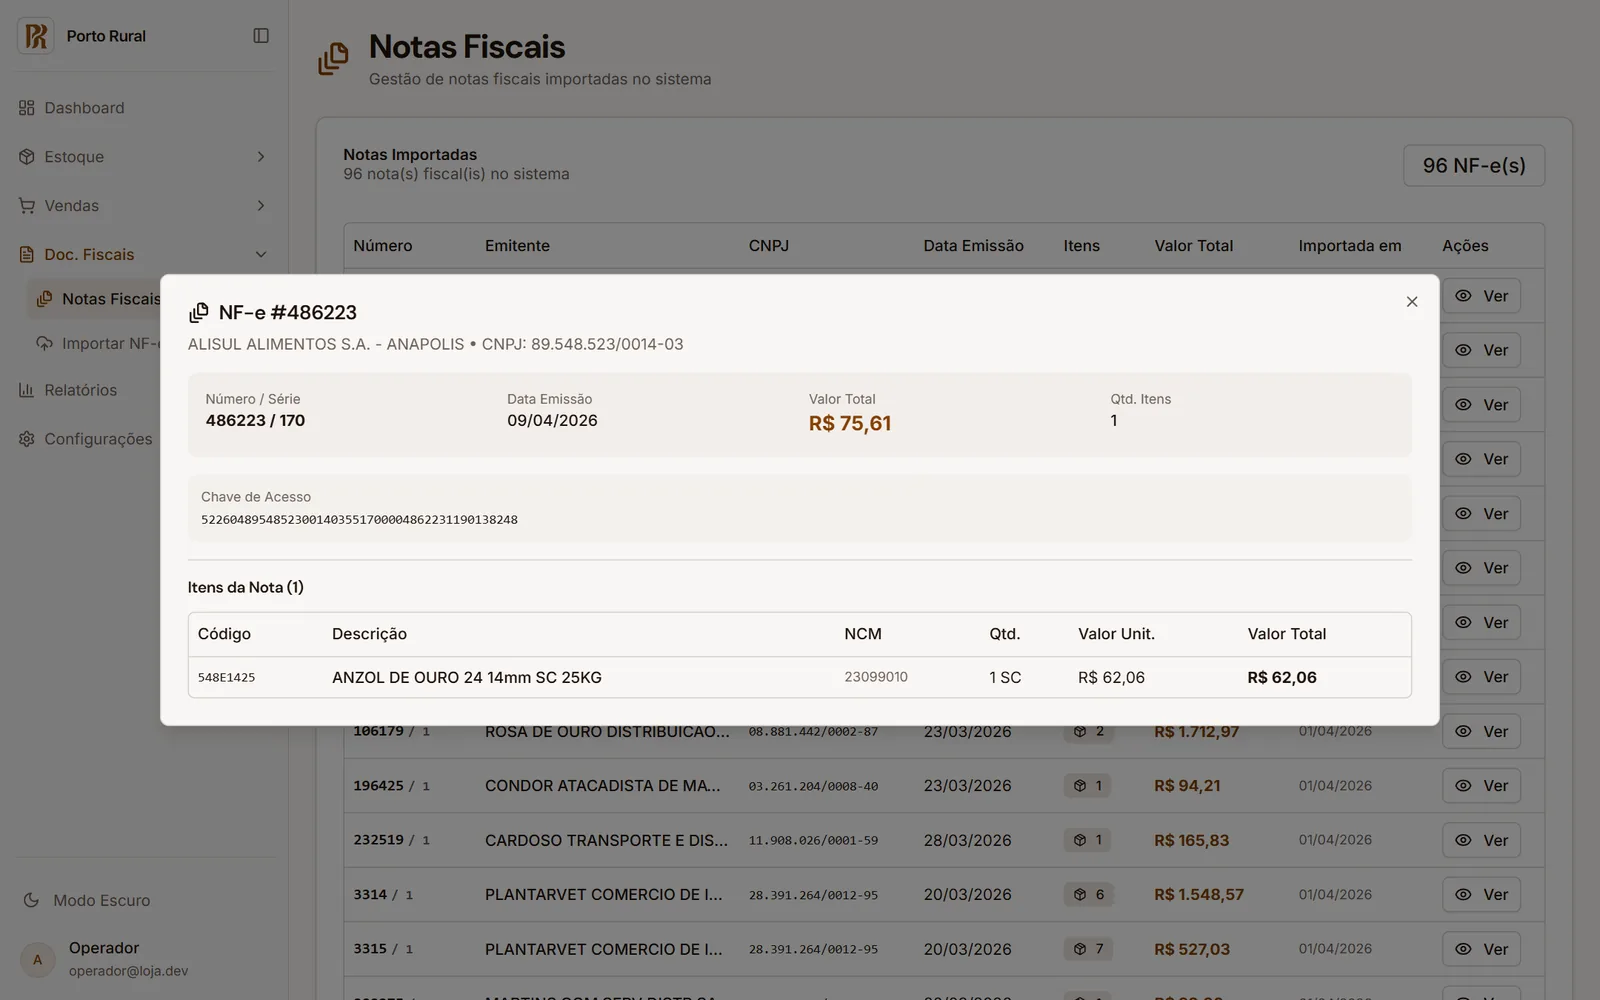 Porto Rural
Dashboard
Estoque
Vendas
Doc. Fiscais
Notas Fiscais
Importar NF-
Relatórios
Configurações
Modo Escuro
A
Operador
operador@loja.dev
Notas Fiscais
Gestão de notas fiscais importadas no sistema
Notas Importadas
96 nota(s) fiscal(is) no sistema
96 NF-e(s)
Número Emitente CNPJ Data Emissão Itens Valor Total Importada em Ações
Ver
Ver
Ver
Ver
Ver
Ver
Ver
Ver
NF-e #486223
ALISUL ALIMENTOS S.A. - ANAPOLIS • CNPJ: 89.548.523/0014-03
Número / Série Data Emissão Valor Total Qtd. Itens
486223 / 170 09/04/2026 R$ 75,61 1
Chave de Acesso
52260489548523001403551700004862231190138248
Itens da Nota (1)
Código Descrição NCM Qtd. Valor Unit. Valor Total
548E1425 ANZOL DE OURO 24 14mm SC 25KG 23099010 1 SC R$ 62,06 R$ 62,06
106179 / 1 ROSA DE OURO DISTRIBUICAO... 08.881.442/0002-87 23/03/2026 2 R$ 1.712,97 01/04/2026 Ver
196425 / 1 CONDOR ATACADISTA DE MA... 03.261.204/0008-40 23/03/2026 1 R$ 94,21 01/04/2026 Ver
232519 / 1 CARDOSO TRANSPORTE E DIS... 11.908.026/0001-59 28/03/2026 1 R$ 165,83 01/04/2026 Ver
3314 / 1 PLANTARVET COMERCIO DE I... 28.391.264/0012-95 20/03/2026 6 R$ 1.548,57 01/04/2026 Ver
3315 / 1 PLANTARVET COMERCIO DE I... 28.391.264/0012-95 20/03/2026 7 R$ 527,03 01/04/2026 Ver